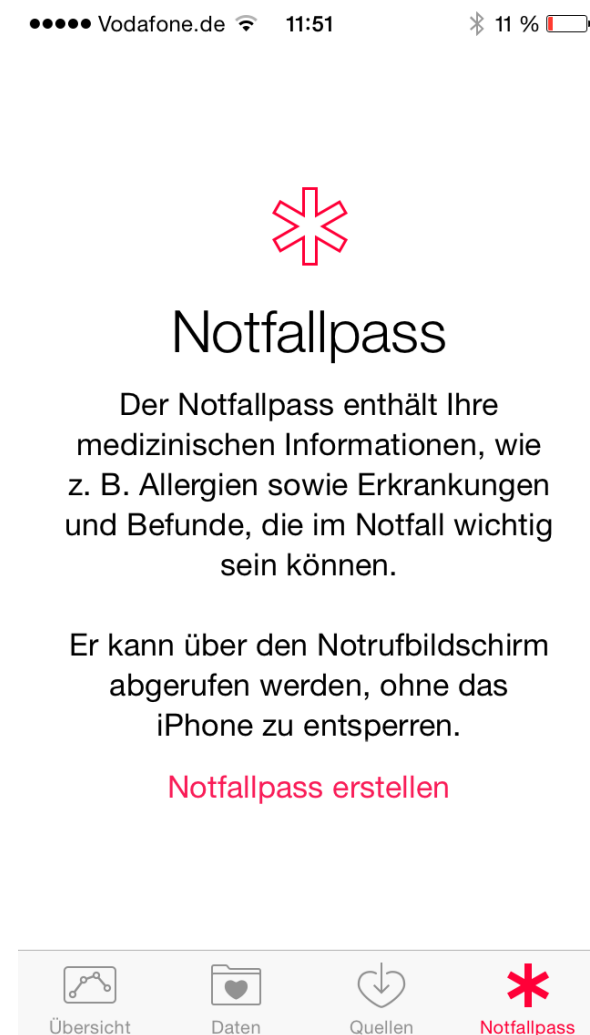 Vodafone.de 11:51 11 %
Notfallpass
Der Notfallpass enthält Ihre
medizinischen Informationen, wie
z. B. Allergien sowie Erkrankungen
und Befunde, die im Notfall wichtig
sein können.
Er kann über den Notrufbildschirm
abgerufen werden, ohne das
iPhone zu entsperren.
Notfallpass erstellen
Übersicht Daten Quellen Notfallpass